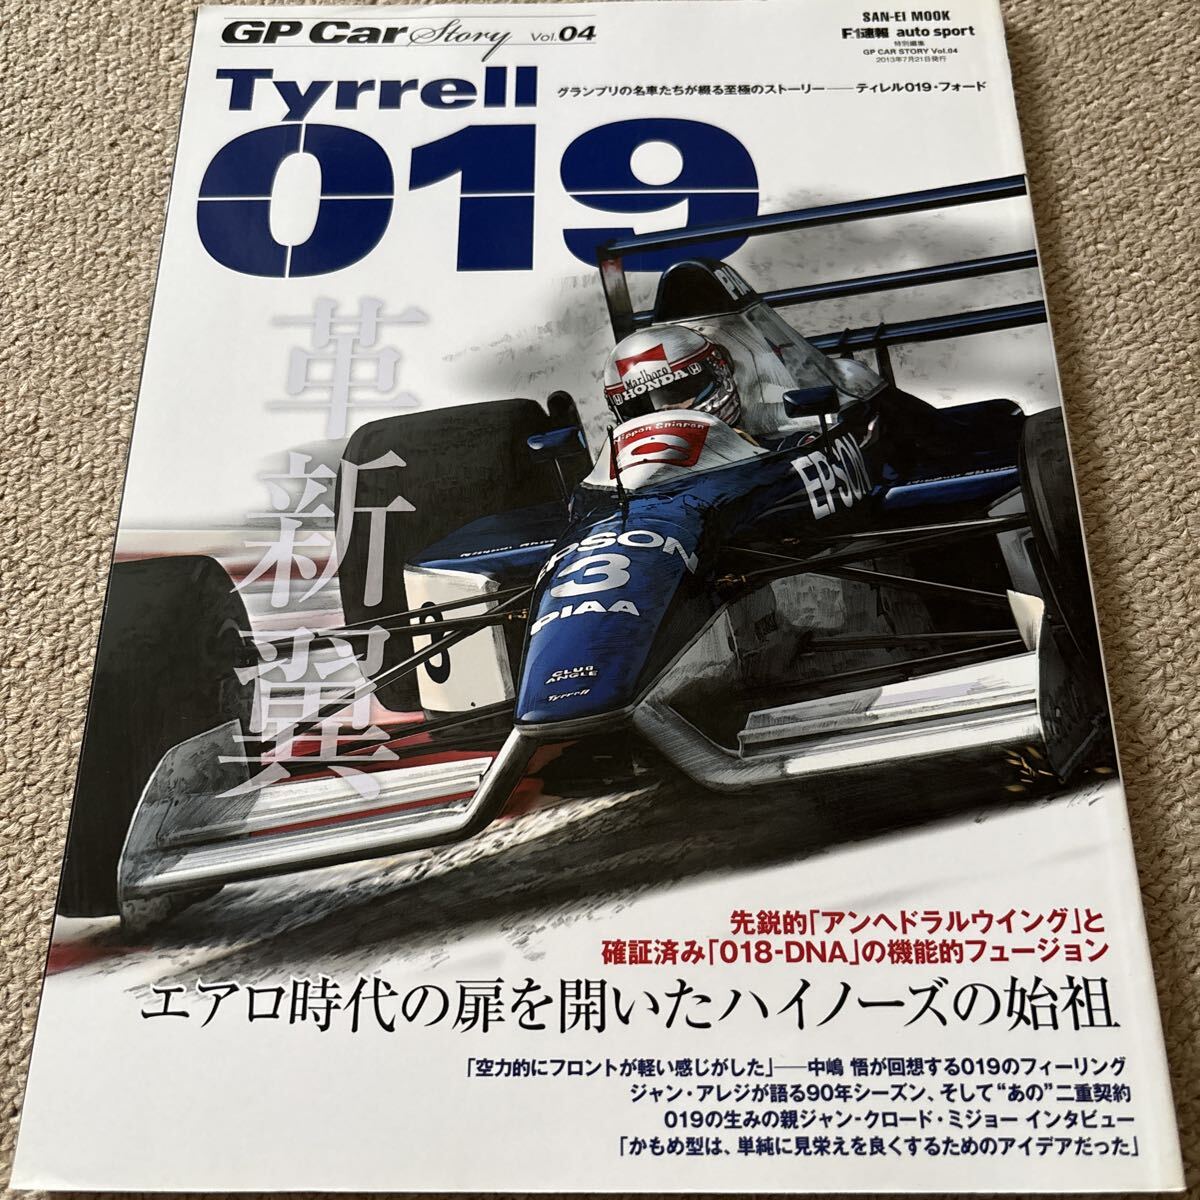 GP Car Story Vol.04
SAN-EI MOOK
F1速報 auto sport
特別編集
GP CAR STORY Vol.04
2013年7月21日発行
Tyrrell
グランプリの名車たちが綴る至極のストーリー——ティレル019・フォード
019
革新翼
PIA
Marlboro
HONDA
Nippon Shinpan
EPSON
EPSON
3
DIAA
CLUB
ANGLE
Tyrrell
先鋭的「アンヘドラルウイング」と
確証済み「018-DNA」の機能的フュージョン
エアロ時代の扉を開いたハイノーズの始祖
「空力的にフロントが軽い感じがした」——中嶋 悟が回想する019のフィーリング
ジャン・アレジが語る90年シーズン、そして“あの”二重契約
019の生みの親ジャン-クロード・ミジョー インタビュー
「かもめ型は、単純に見栄えを良くするためのアイデアだった」